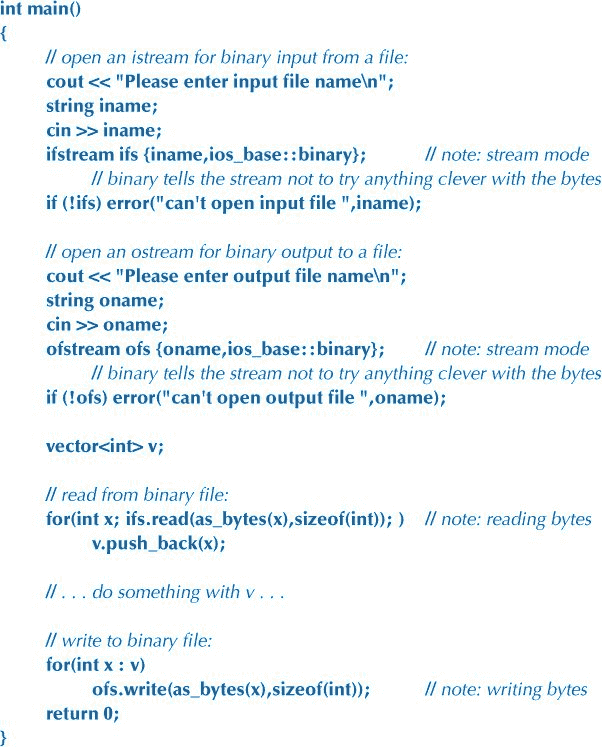 int main()
{
// open an istream for binary input from a file:
cout << "Please enter input file name\n";
string iname;
cin >> iname;
ifstream ifs {iname,ios_base::binary}; // note: stream mode
// binary tells the stream not to try anything clever with the bytes
if (!ifs) error("can't open input file ",iname);

// open an ostream for binary output to a file:
cout << "Please enter output file name\n";
string oname;
cin >> oname;
ofstream ofs {oname,ios_base::binary}; // note: stream mode
// binary tells the stream not to try anything clever with the bytes
if (!ofs) error("can't open output file ",oname);

vector<int> v;

// read from binary file:
for(int x; ifs.read(as_bytes(x),sizeof(int)); ) // note: reading bytes
v.push_back(x);

// . . . do something with v . . .

// write to binary file:
for(int x : v)
ofs.write(as_bytes(x),sizeof(int)); // note: writing bytes
return 0;
}